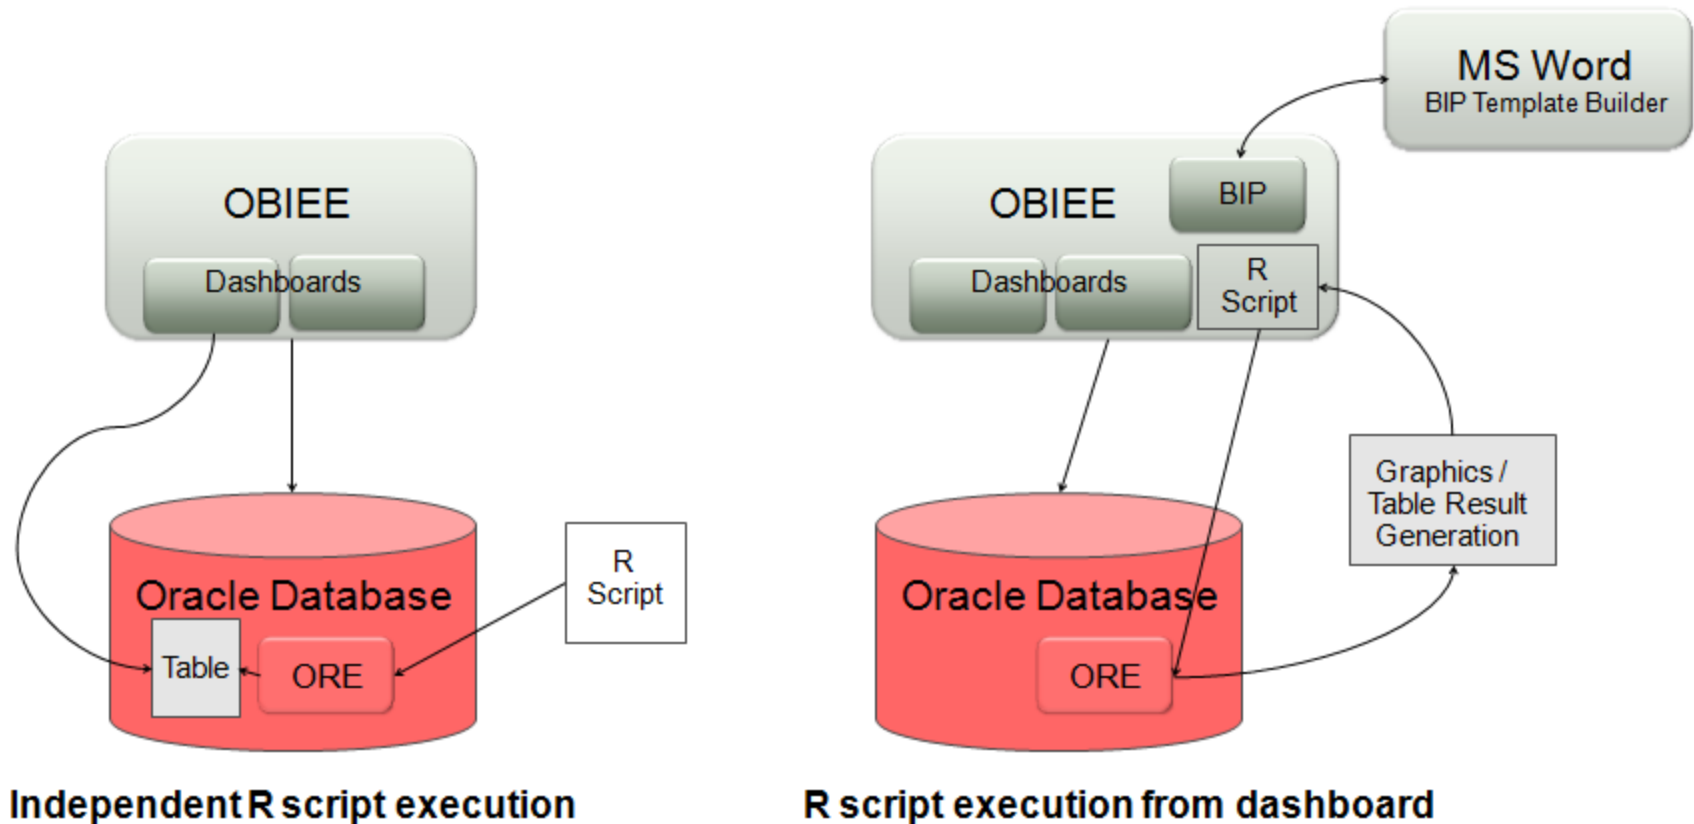 OBIEE
Dashboards
Oracle Database
Table
ORE
R
Script
Independent R script execution
MS Word
BIP Template Builder
OBIEE
BIP
Dashboards
R
Script
Graphics /
Table Result
Generation
Oracle Database
ORE
R script execution from dashboard